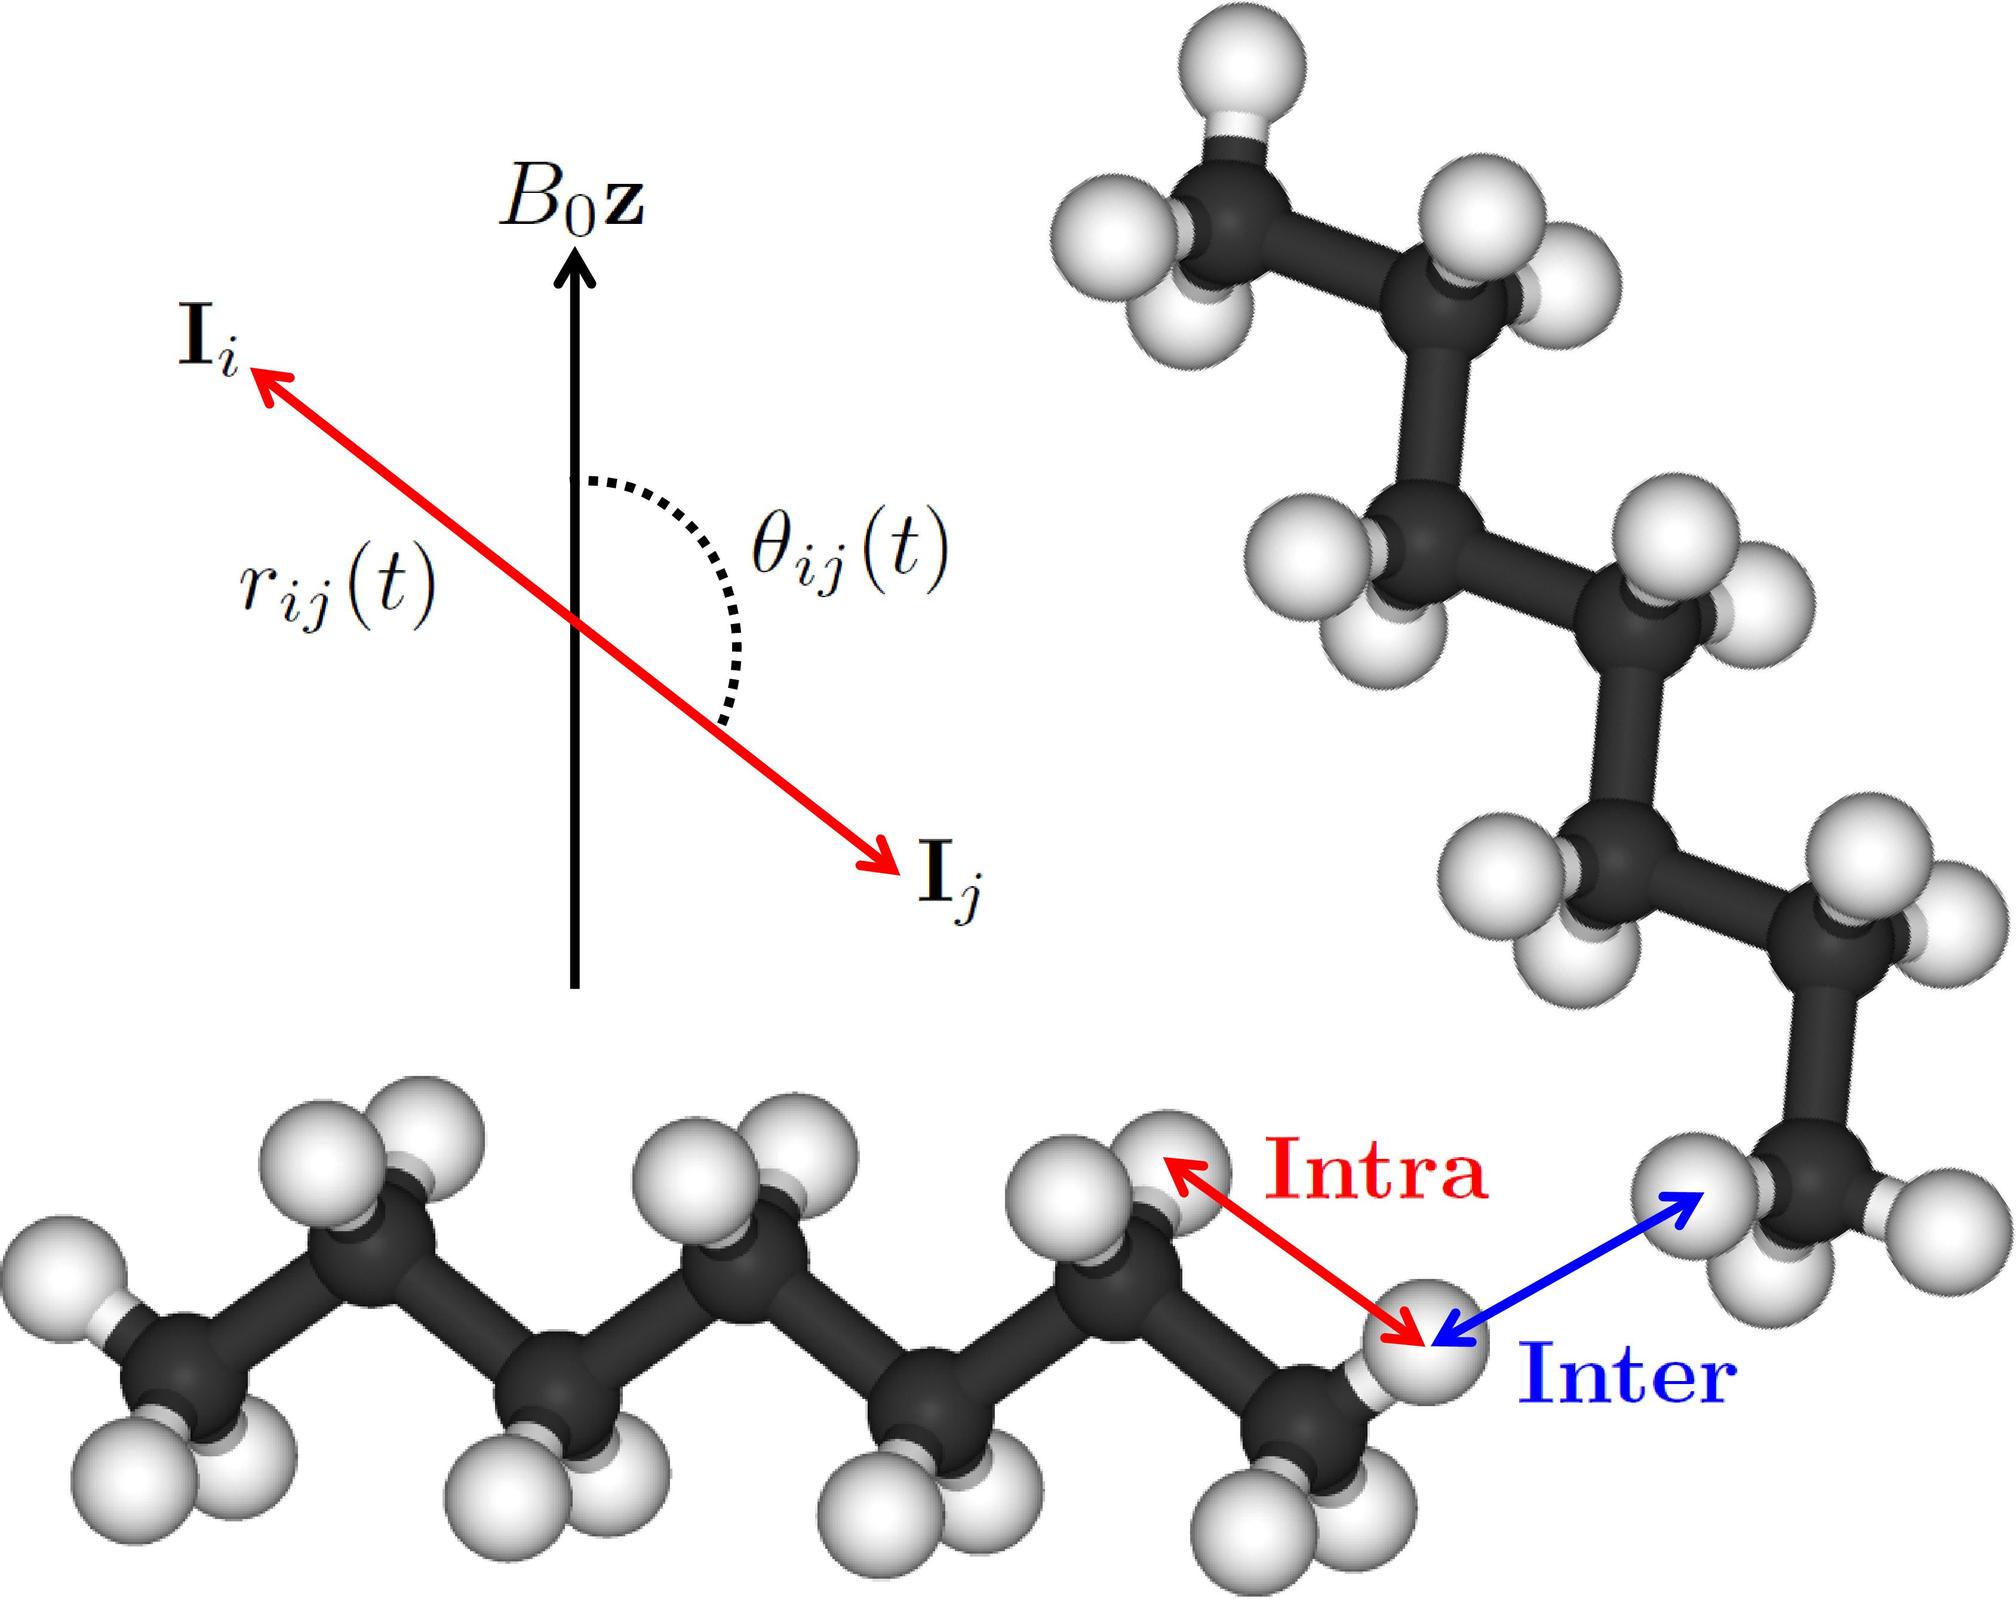 B₀z
Iᵢ
θᵢⱼ(t)
rᵢⱼ(t)
Iⱼ
Intra
Inter